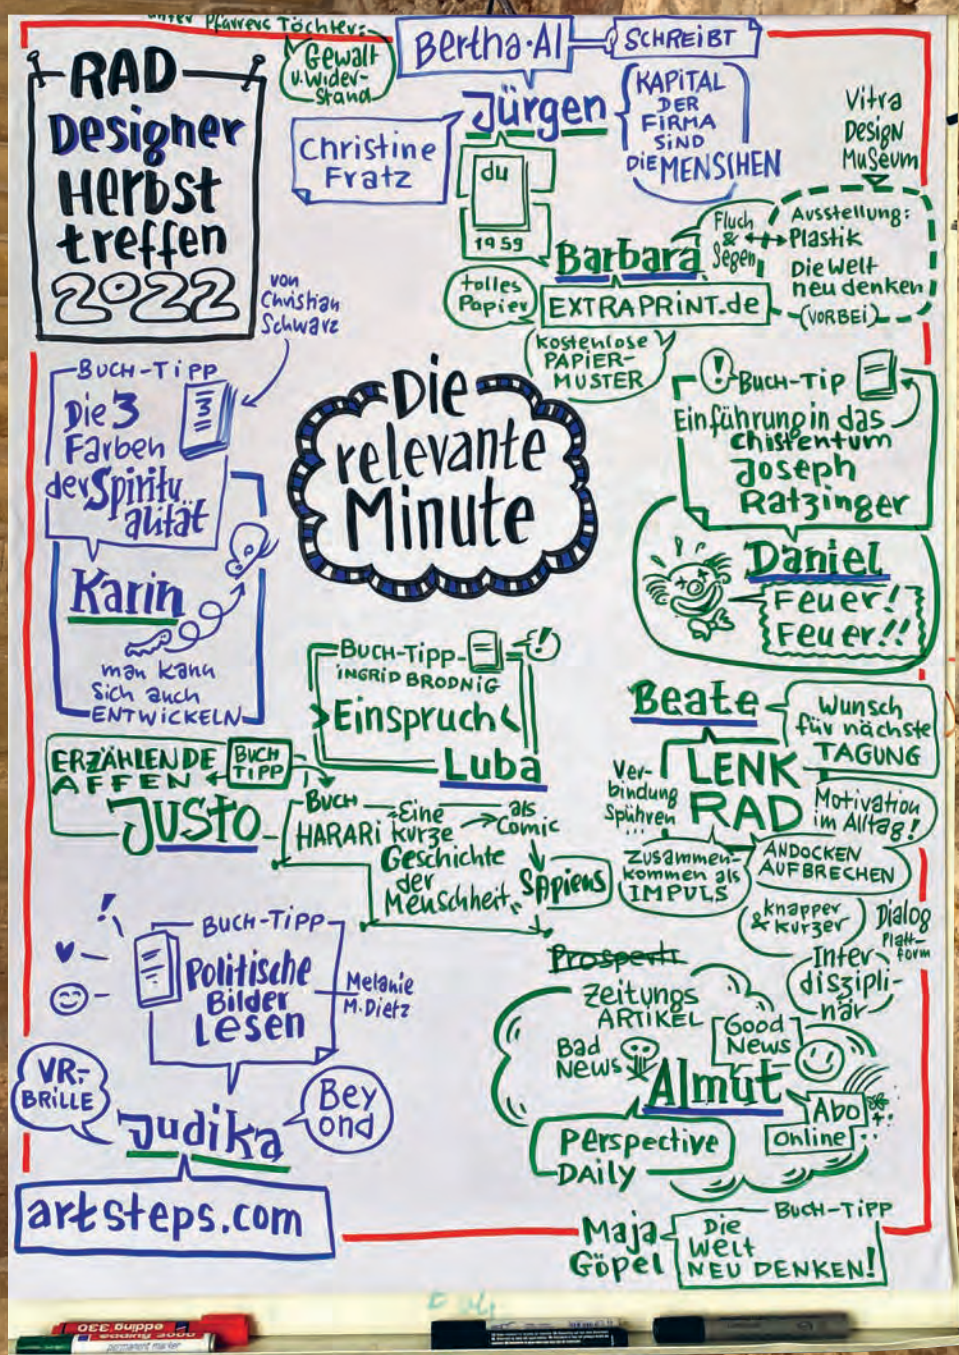 unter Pfarrers Töchter:
Gewalt
u. Wider-
stand
Bertha·AI
SCHREIBT
RAD
Designer
Herbst
treffen
2022
Jürgen
Christine
Fratz
KAPiTAL
DER
FiRMA
SiND
DiE MENSIHEN
du
1959
Vitra
Design
Museum
Barbara
Fluch
&
Segen
Ausstellung:
Plastik
Die Welt
neu denken
(VORBEi)
tolles
Papier
EXTRAPRINT.de
kostenlose
PAPiER-
MUSTER
von
Christian
Schwarz
BUCH-TiPP
Die 3
Farben
der Spiritu
alität
Karin
man kann
sich auch
ENTWiCKELN
Die
relevante
Minute
BUCH-TiP
Einführung in das
Chistentum
Joseph
Ratzinger
Daniel
Feuer!
Feuer!!
BUCH-TiPP
iNGRiD BRODNiG
Einspruch
Luba
ERZÄHLENDE
AFFEN
BUCH
TiPP
Justo
BUCH
HARARi
Eine
kurze
Geschichte
der
Menschheit
als
Comic
SAPiens
Beate
Wunsch
für nächste
TAGUNG
LENK
RAD
Ver-
bindung
Spühren
...
Motivation
im Alltag!
Zusammen-
kommen als
iMPULS
ANDOCKEN
AUFBRECHEN
knapper
& kurzer
Dialog
Platt-
form
Inter
diszipli-
när
BUCH-TiPP
Politische
Bilder
Lesen
Melanie
M. Dietz
VR-
BRiLLE
Judika
Bey
ond
artsteps.com
Zeitungs
ARTiKEL
Bad
News
Good
News
Almut
Abo
Online
Perspective
DAiLy
Maja
Göpel
BUCH-TiPP
Die
Welt
NEU DENKEN!
edding
330
permanent marker